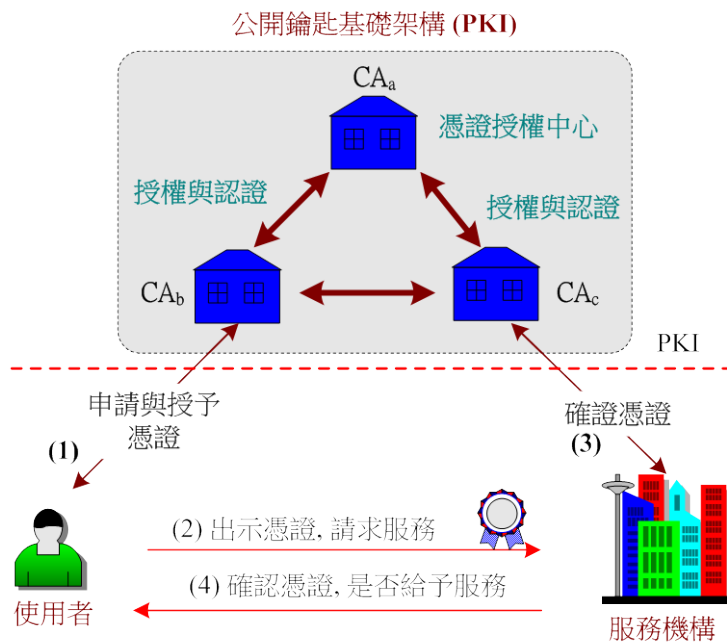 公開鑰匙基礎架構 (PKI)
CAa
憑證授權中心
授權與認證
授權與認證
CAb
CAc
PKI
申請與授予
憑證
(1)
確證憑證
(3)
(2) 出示憑證, 請求服務
(4) 確認憑證, 是否給予服務
使用者
服務機構